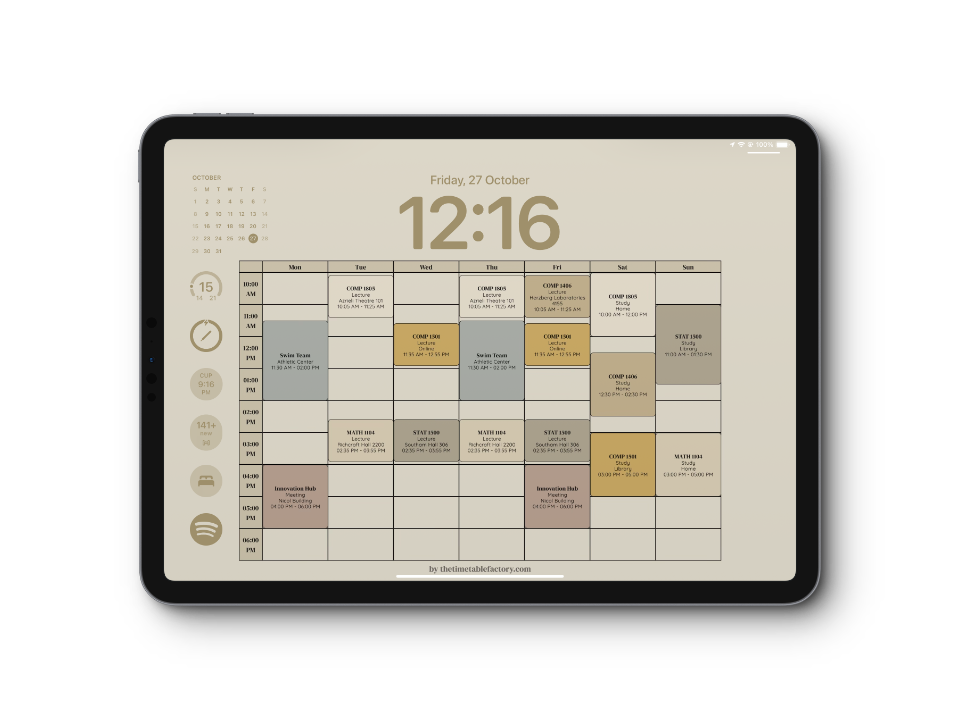 100%
OCTOBER
S M T W T F S
1 2 3 4 5 6 7
8 9 10 11 12 13 14
15 16 17 18 19 20 21
22 23 24 25 26 27 28
29 30 31
Friday, 27 October
12:16
15
14 21
CUP
9:16
PM
141+
Mon Tue Wed Thu Fri Sat Sun
10:00
AM
11:00
AM
12:00
PM
01:00
PM
02:00
PM
03:00
PM
04:00
PM
05:00
PM
06:00
PM
Swim Team
Athletic Center
11:30 AM - 02:00 PM
Innovation Hub
Meeting
Nicol Building
04:00 PM - 06:00 PM
COMP 1805
Lecture
Azrieli Theatre 101
10:05 AM - 11:25 AM
MATH 1104
Lecture
Richcraft Hall 2200
02:35 PM - 03:55 PM
COMP 1501
Lecture
Online
11:35 AM - 12:55 PM
STAT 1500
Lecture
Southam Hall 306
02:35 PM - 03:55 PM
COMP 1805
Lecture
Azrieli Theatre 101
10:05 AM - 11:25 AM
Swim Team
Athletic Center
11:30 AM - 02:00 PM
MATH 1104
Lecture
Richcraft Hall 2200
02:35 PM - 03:55 PM
COMP 1406
Lecture
Herzberg Laboratories
4155
10:05 AM - 11:25 AM
COMP 1501
Lecture
Online
11:35 AM - 12:55 PM
STAT 1500
Lecture
Southam Hall 306
02:35 PM - 03:55 PM
Innovation Hub
Meeting
Nicol Building
04:00 PM - 06:00 PM
COMP 1805
Study
Home
10:00 AM - 12:00 PM
COMP 1406
Study
Home
12:30 PM - 02:30 PM
COMP 1501
Study
Library
03:00 PM - 05:00 PM
STAT 1500
Study
Library
11:00 AM - 01:30 PM
MATH 1104
Study
Home
03:00 PM - 05:00 PM
by thetimetablefactory.com